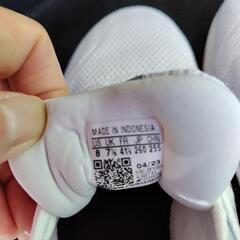 MADE IN INDONESIA
US UK FR JP CHN
8 7½ 41⅓ 260 255
04/23